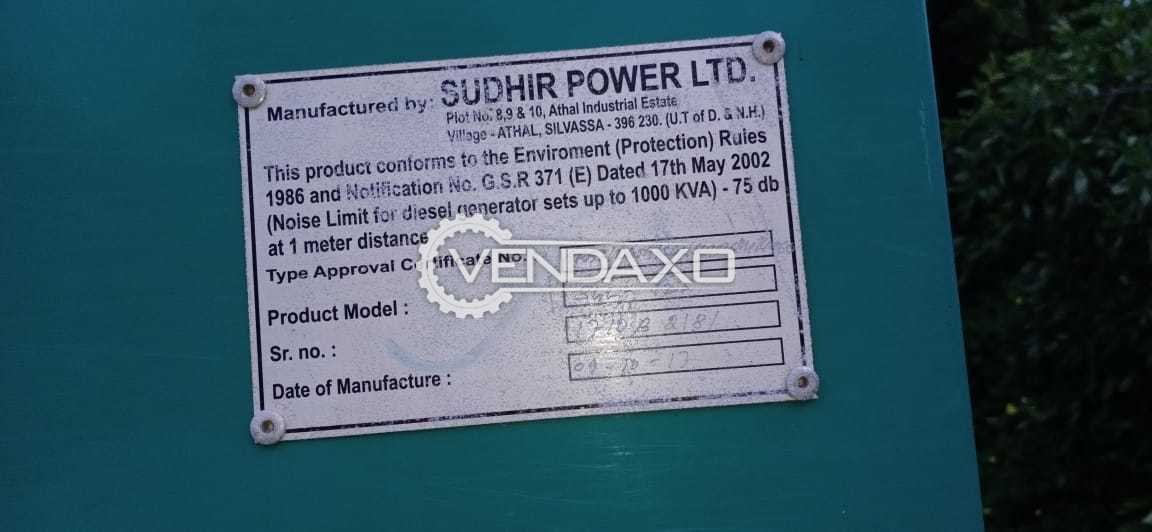 Manufactured by: SUDHIR POWER LTD.
Plot No. 8,9 & 10, Athal Industrial Estate
Village - ATHAL, SILVASSA - 396 230. (U.T of D. & N.H.)
This product conforms to the Enviroment (Protection) Rules
1986 and Notification No. G.S.R 371 (E) Dated 17th May 2002
(Noise Limit for diesel generator sets up to 1000 KVA) - 75 db
at 1 meter distance
VENDAXO
Type Approval Certificate No.
Product Model :
Sr. no. :
Date of Manufacture :